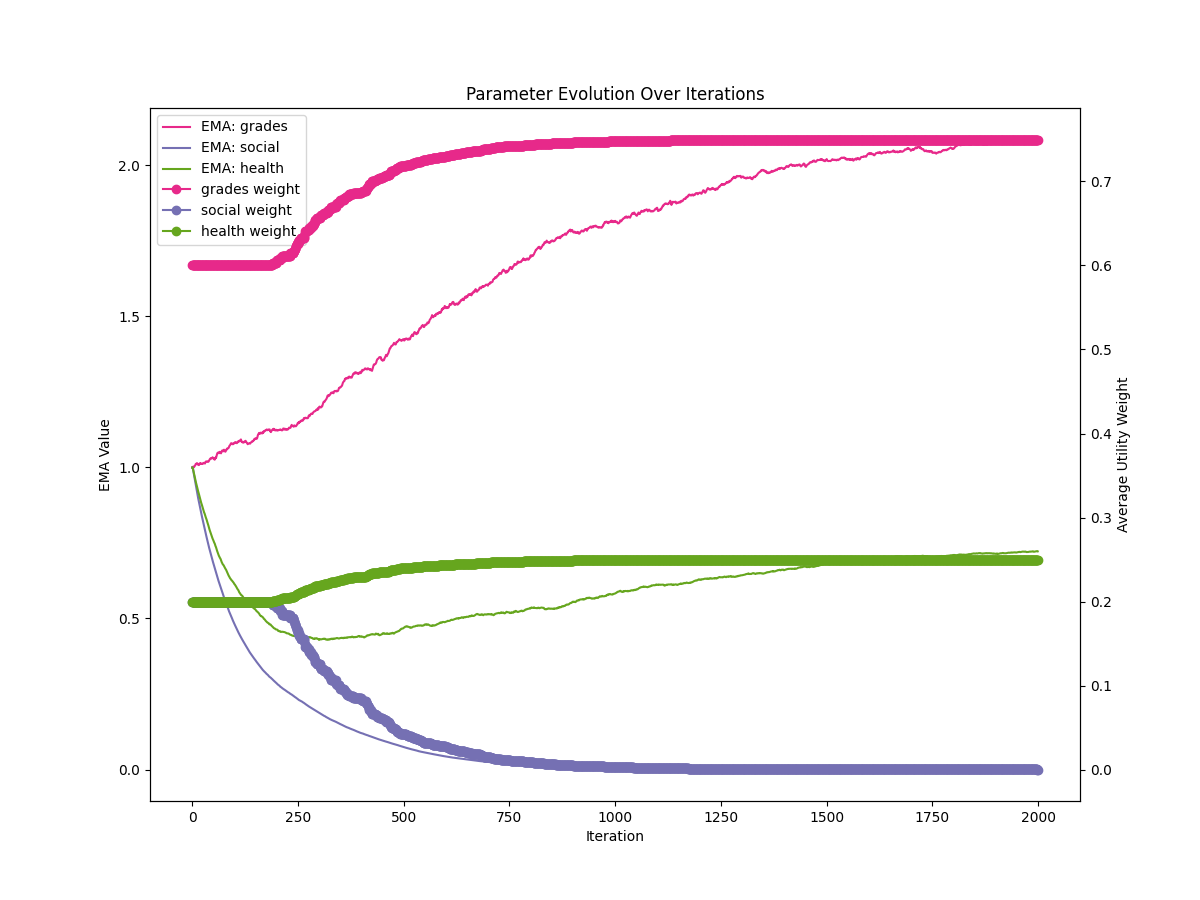 Parameter Evolution Over Iterations
EMA: grades
EMA: social
EMA: health
grades weight
social weight
health weight
2.0
1.5
1.0
0.5
0.0
EMA Value
0.7
0.6
0.5
0.4
0.3
0.2
0.1
0.0
Average Utility Weight
0 250 500 750 1000 1250 1500 1750 2000
Iteration